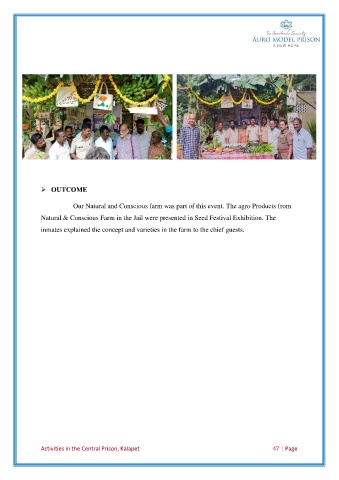 Sri Aurobindo Society
AURO MODEL PRISON
A NEW HOPE
➢ OUTCOME
Our Natural and Conscious farm was part of this event. The agro Products from
Natural & Conscious Farm in the Jail were presented in Seed Festival Exhibition. The
inmates explained the concept and varieties in the farm to the chief guests.
Activities in the Central Prison, Kalapet 47 | Page